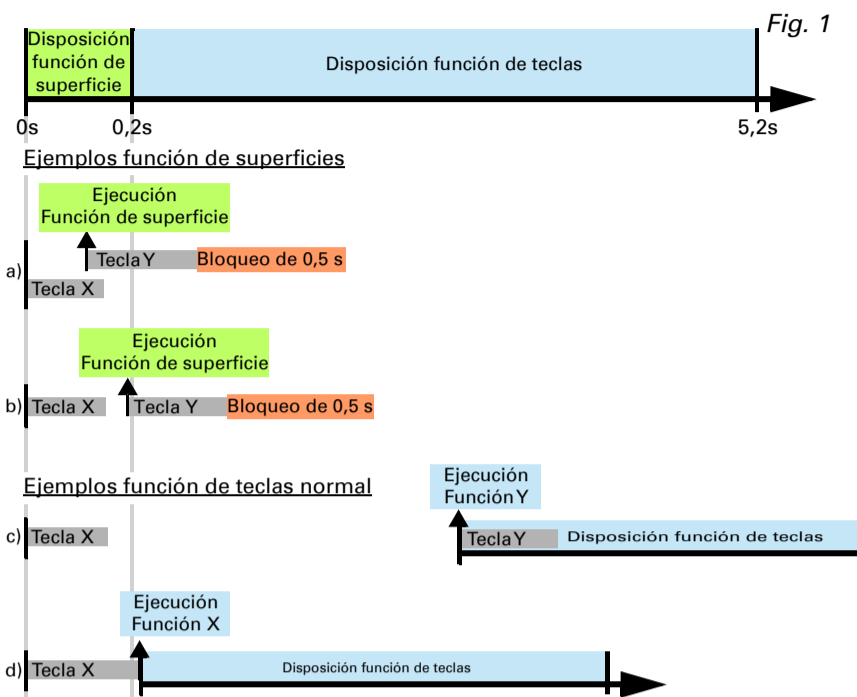 Fig. 1
Disposición
función de
superficie
Disposición función de teclas
0s
0,2s
5,2s
Ejemplos función de superficies
Ejecución
Función de superficie
a)
Tecla Y
Bloqueo de 0,5 s
Tecla X
Ejecución
Función de superficie
b)
Tecla X
Tecla Y
Bloqueo de 0,5 s
Ejemplos función de teclas normal
Ejecución
Función Y
c)
Tecla X
Tecla Y
Disposición función de teclas
Ejecución
Función X
d)
Tecla X
Disposición función de teclas